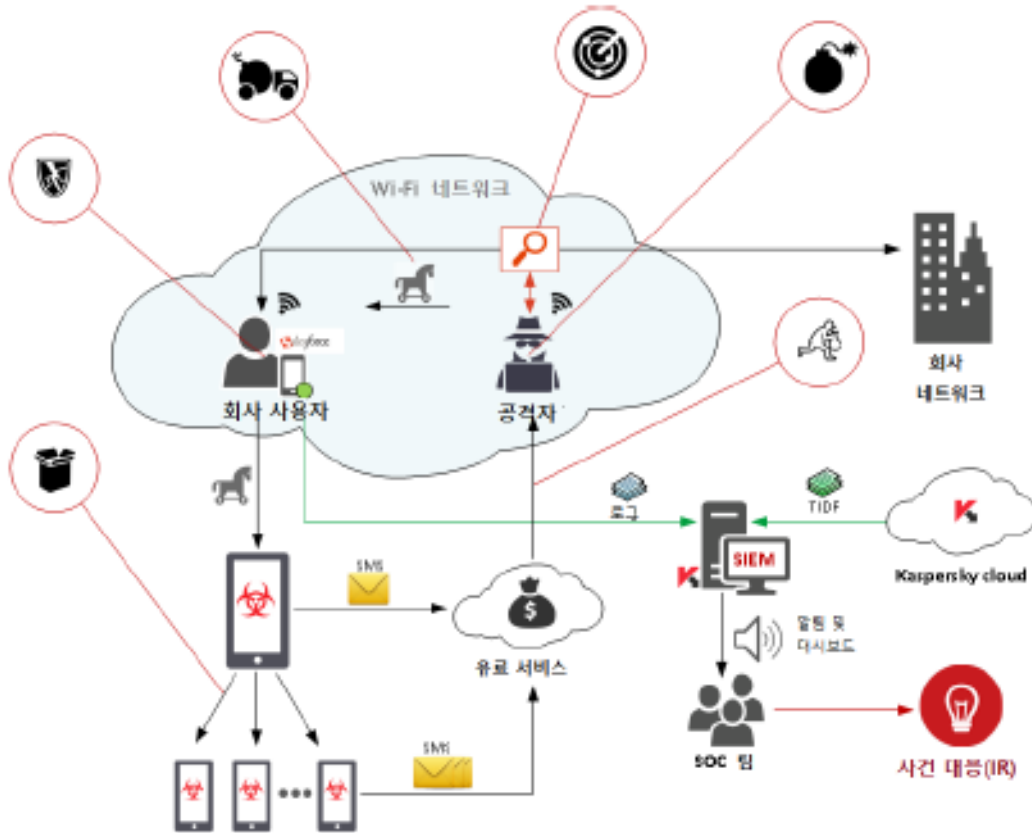 Wi-Fi 네트워크
회사 사용자
공격자
회사
네트워크
로그
TIDF
SIEM
Kaspersky cloud
SMS
유료 서비스
알림 및
대시보드
SMS
SOC 팀
사건 대응(IR)
$